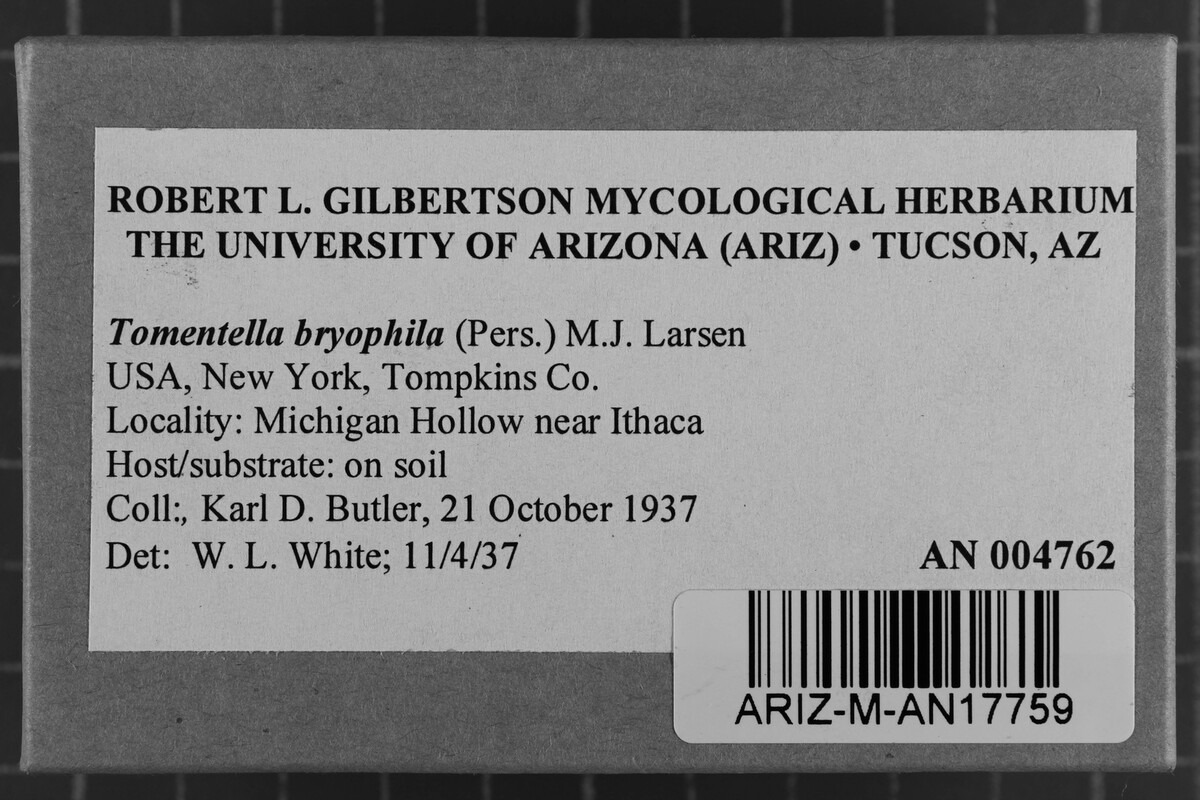 ROBERT L. GILBERTSON MYCOLOGICAL HERBARIUM
THE UNIVERSITY OF ARIZONA (ARIZ) • TUCSON, AZ
Tomentella bryophila (Pers.) M.J. Larsen
USA, New York, Tompkins Co.
Locality: Michigan Hollow near Ithaca
Host/substrate: on soil
Coll:, Karl D. Butler, 21 October 1937
Det: W. L. White; 11/4/37
AN 004762
ARIZ-M-AN17759